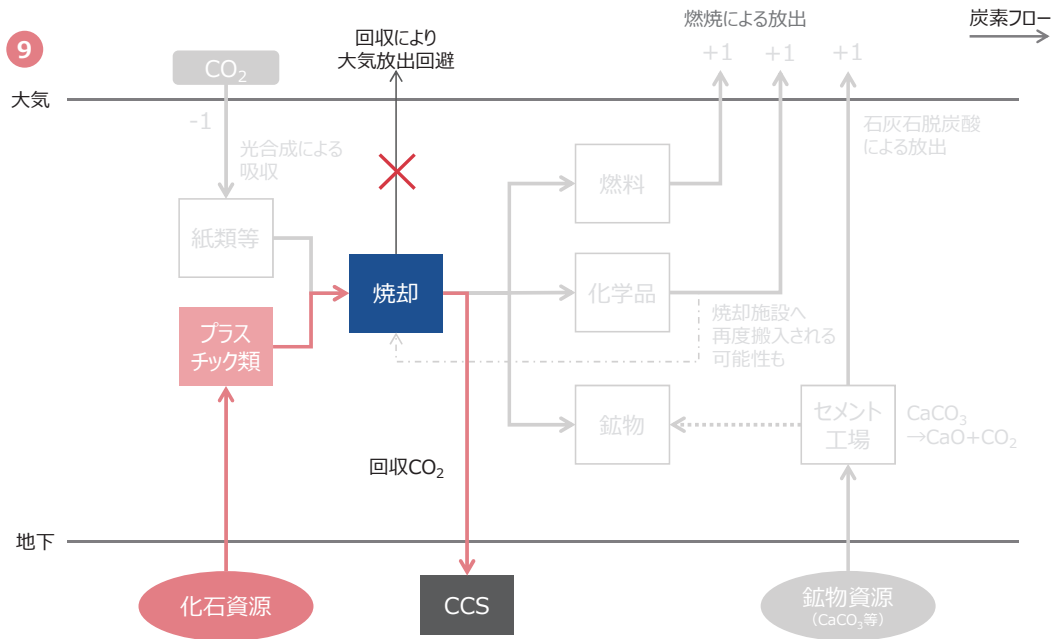 9
回収により
大気放出回避
燃焼による放出
炭素フロー
CO₂
+1
+1
+1
大気
-1
光合成による
吸収
石灰石脱炭酸
による放出
紙類等
燃料
焼却
化学品
プラス
チック類
焼却施設へ
再度搬入される
可能性も
鉱物
セメント
工場
CaCO₃
→CaO+CO₂
回収CO₂
地下
化石資源
CCS
鉱物資源
(CaCO₃等)